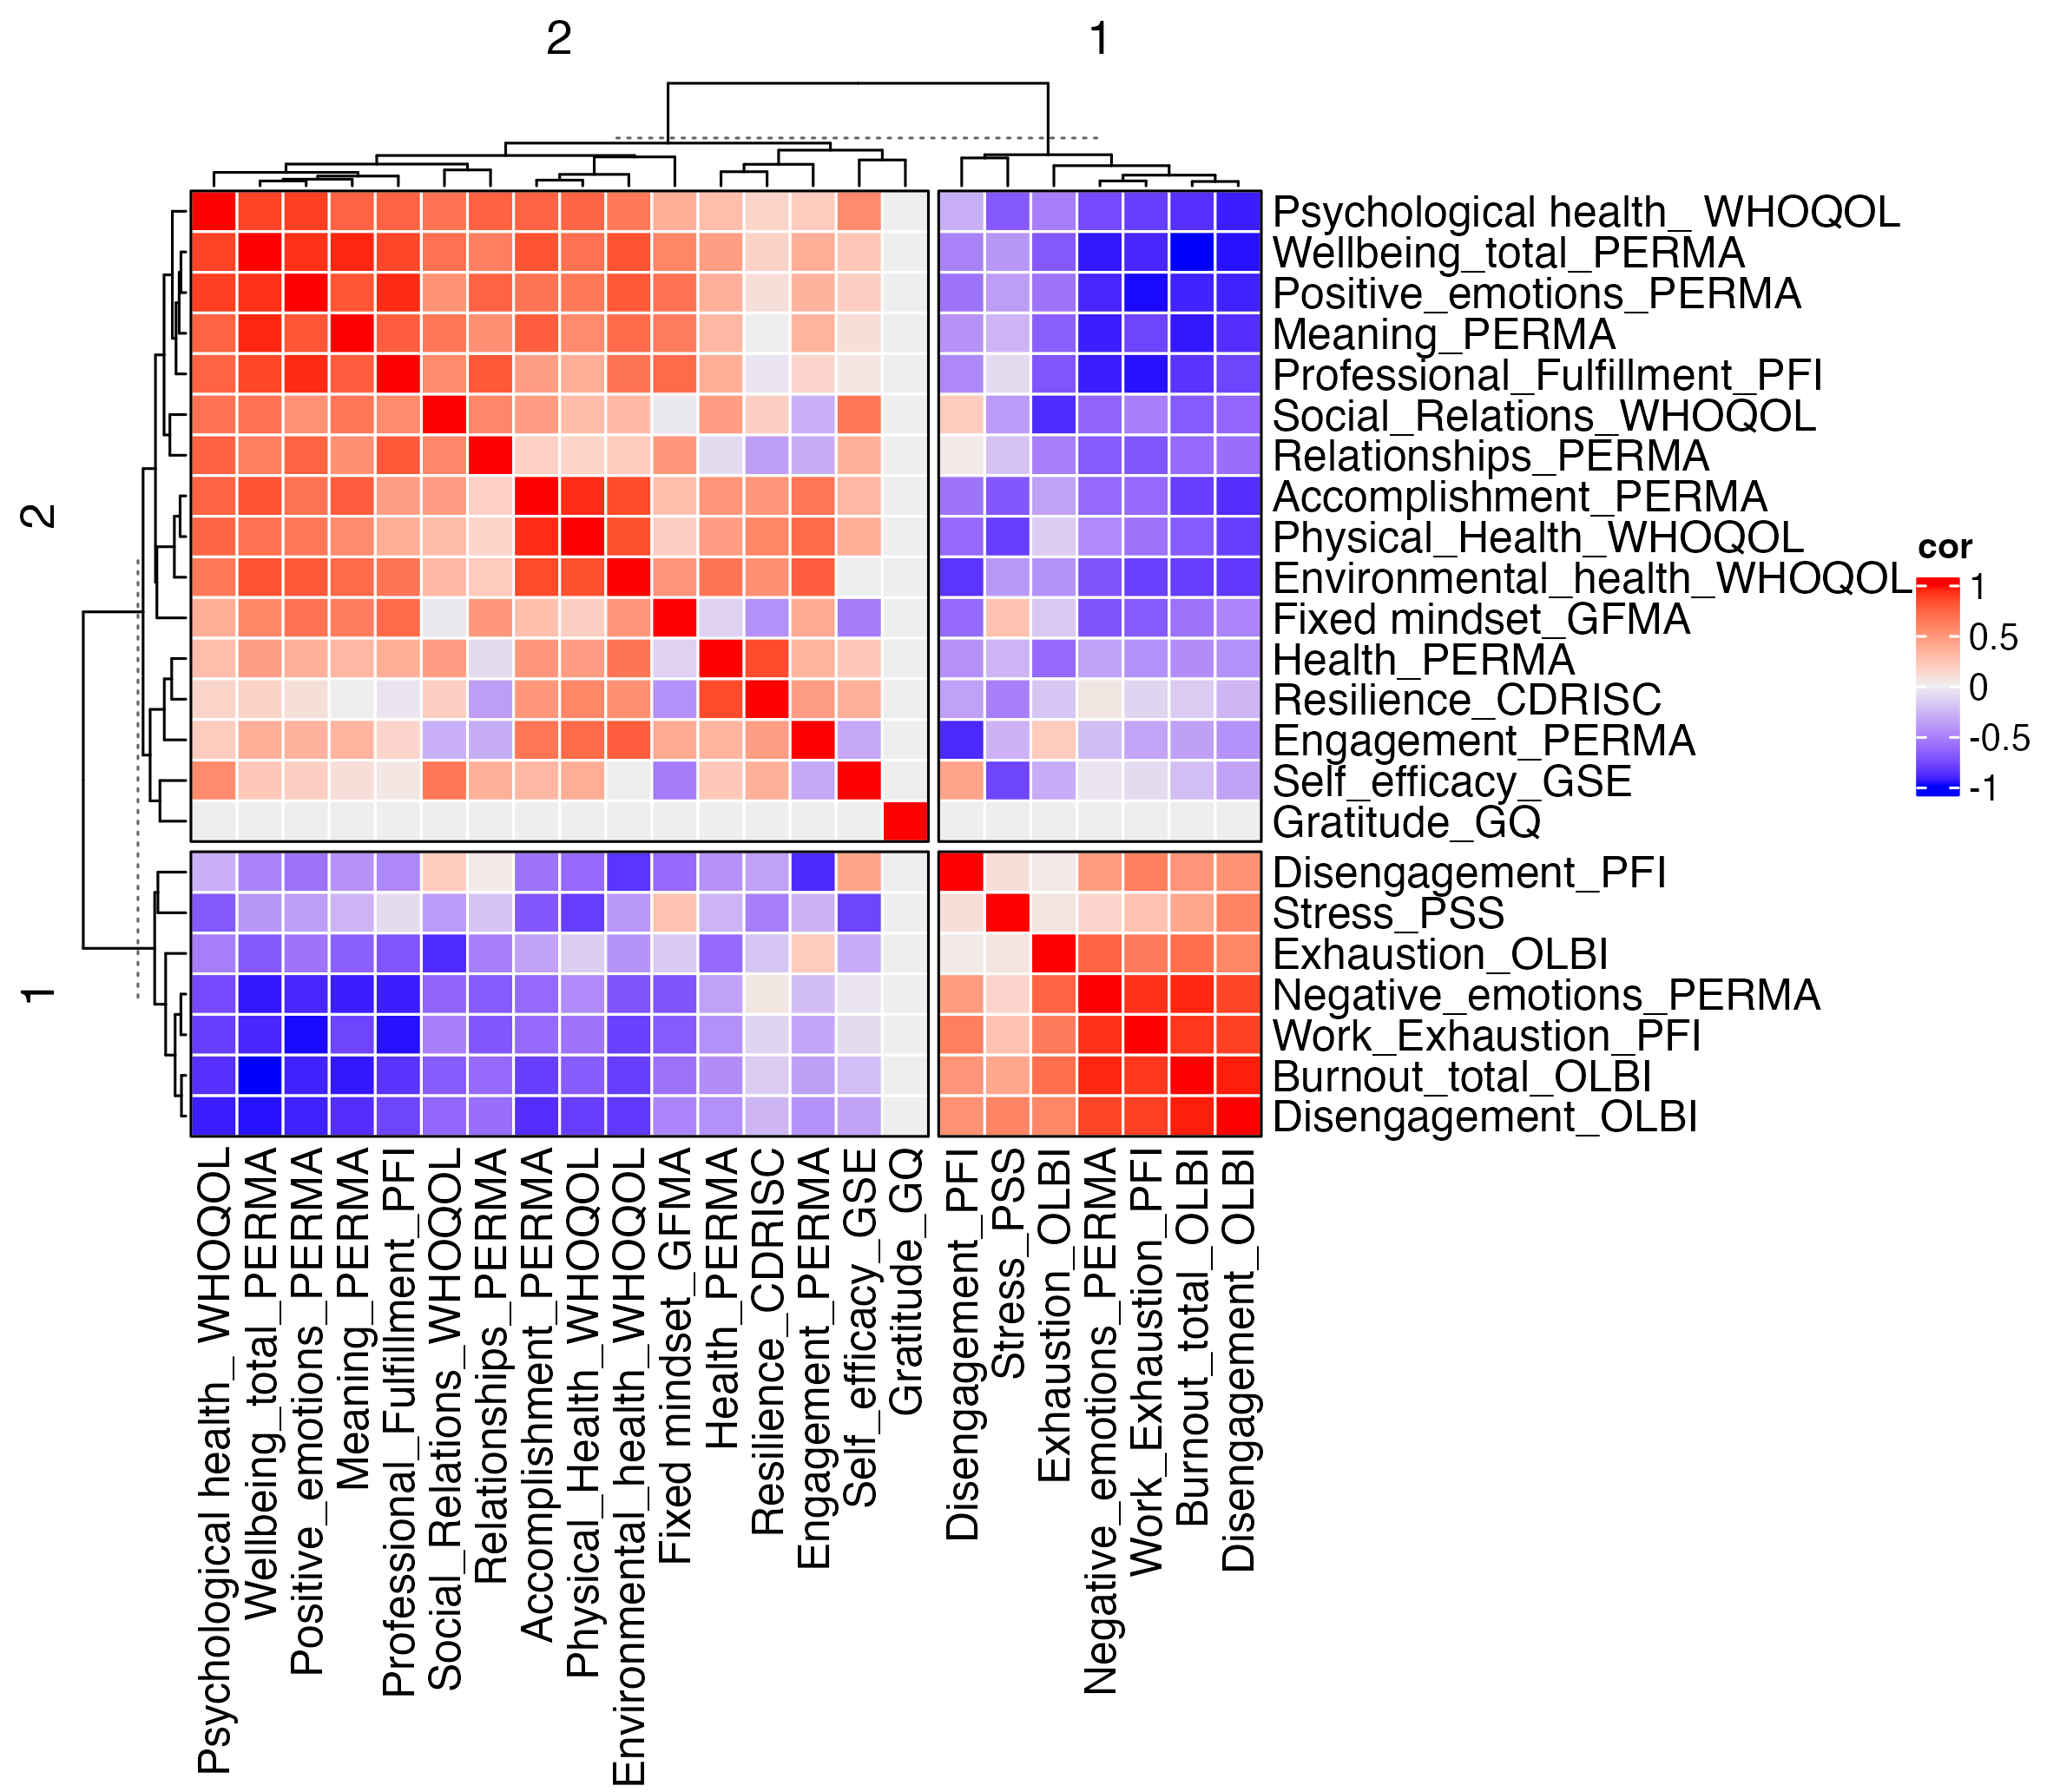 2
1
2
1
Psychological health_ WHOQOL
Wellbeing_total_PERMA
Positive_emotions_PERMA
Meaning_PERMA
Professional_Fulfillment_PFI
Social_Relations_WHOQOL
Relationships_PERMA
Accomplishment_PERMA
Physical_Health_WHOQOL
Environmental_health_WHOQOL
Fixed mindset_GFMA
Health_PERMA
Resilience_CDRISC
Engagement_PERMA
Self_efficacy_GSE
Gratitude_GQ
Disengagement_PFI
Stress_PSS
Exhaustion_OLBI
Negative_emotions_PERMA
Work_Exhaustion_PFI
Burnout_total_OLBI
Disengagement_OLBI
cor
1
0.5
0
-0.5
-1
Psychological health_ WHOQOL
Wellbeing_total_PERMA
Positive_emotions_PERMA
Meaning_PERMA
Professional_Fulfillment_PFI
Social_Relations_WHOQOL
Relationships_PERMA
Accomplishment_PERMA
Physical_Health_WHOQOL
Environmental_health_WHOQOL
Fixed mindset_GFMA
Health_PERMA
Resilience_CDRISC
Engagement_PERMA
Self_efficacy_GSE
Gratitude_GQ
Disengagement_PFI
Stress_PSS
Exhaustion_OLBI
Negative_emotions_PERMA
Work_Exhaustion_PFI
Burnout_total_OLBI
Disengagement_OLBI